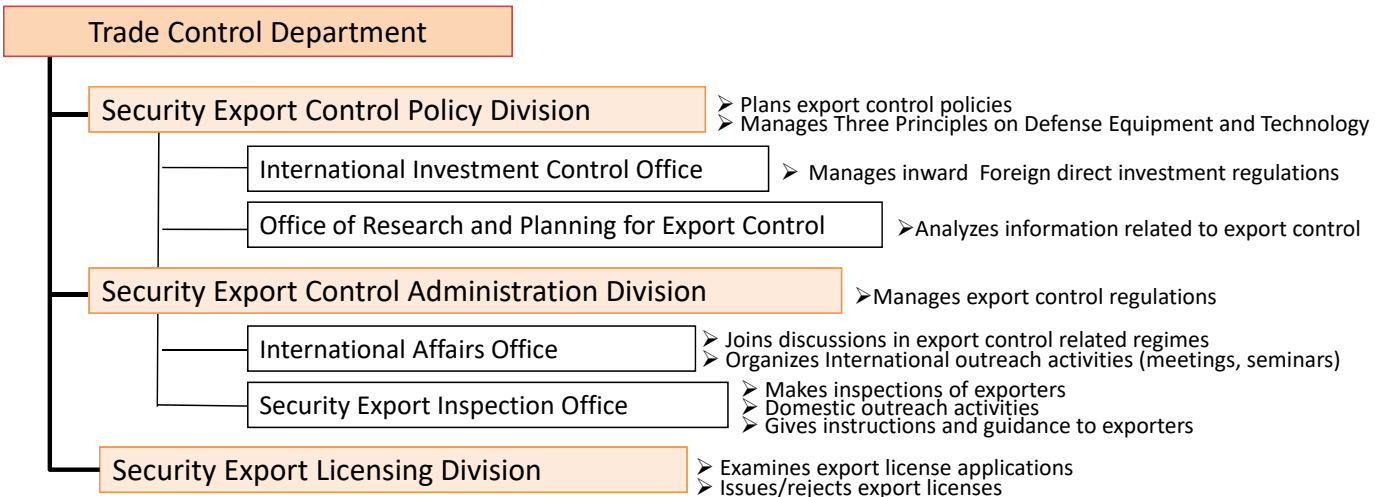 Trade Control Department
Security Export Control Policy Division
➢ Plans export control policies
➢ Manages Three Principles on Defense Equipment and Technology
International Investment Control Office
➢ Manages inward Foreign direct investment regulations
Office of Research and Planning for Export Control
➢Analyzes information related to export control
Security Export Control Administration Division
➢Manages export control regulations
International Affairs Office
➢ Joins discussions in export control related regimes
➢ Organizes International outreach activities (meetings, seminars)
Security Export Inspection Office
➢ Makes inspections of exporters
➢ Domestic outreach activities
➢ Gives instructions and guidance to exporters
Security Export Licensing Division
➢ Examines export license applications
➢ Issues/rejects export licenses